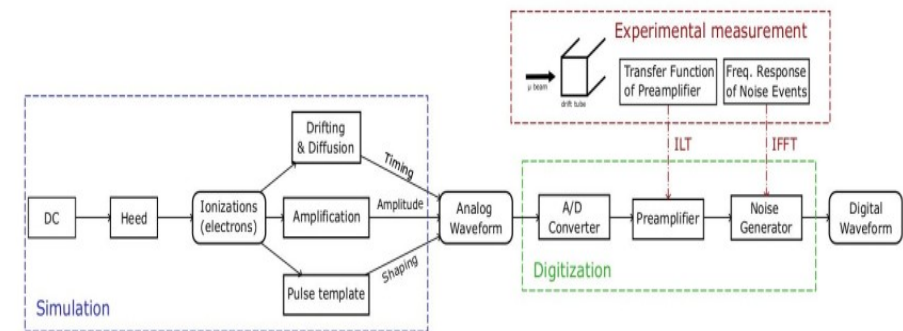 Experimental measurement
μ beam
drift tube
Transfer Function
of Preamplifier
Freq. Response
of Noise Events
ILT
IFFT
Drifting
& Diffusion
Timing
DC
Heed
Ionizations
(electrons)
Amplification
Amplitude
Analog
Waveform
A/D
Converter
Preamplifier
Noise
Generator
Digital
Waveform
Shaping
Pulse template
Simulation
Digitization